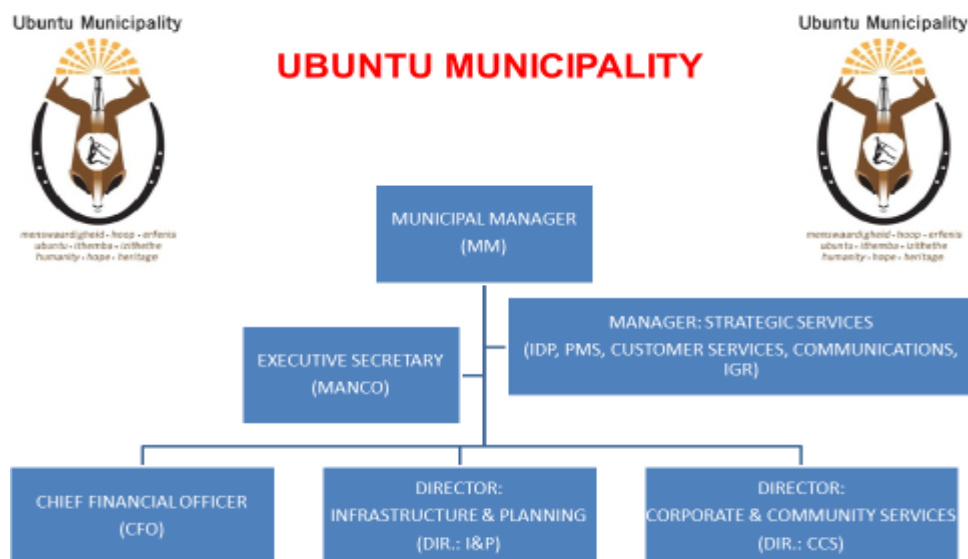 Ubuntu Municipality
Ubuntu Municipality
UBUNTU MUNICIPALITY
menswaardigheid - hoop - erfenis
ubuntu - ithemba - izithethe
humanity - hope - heritage
menswaardigheid - hoop - erfenis
ubuntu - ithemba - izithethe
humanity - hope - heritage
MUNICIPAL MANAGER
(MM)
MANAGER: STRATEGIC SERVICES
(IDP, PMS, CUSTOMER SERVICES, COMMUNICATIONS,
IGR)
EXECUTIVE SECRETARY
(MANCO)
CHIEF FINANCIAL OFFICER
(CFO)
DIRECTOR:
INFRASTRUCTURE & PLANNING
(DIR.: I&P)
DIRECTOR:
CORPORATE & COMMUNITY SERVICES
(DIR.: CCS)